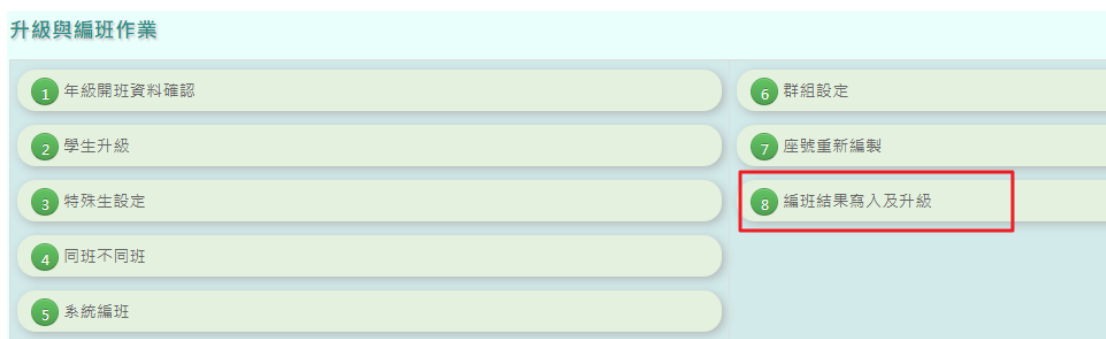 升級與編班作業
1 年級開班資料確認
2 學生升級
3 特殊生設定
4 同班不同班
5 系統編班
6 群組設定
7 座號重新編製
8 編班結果寫入及升級